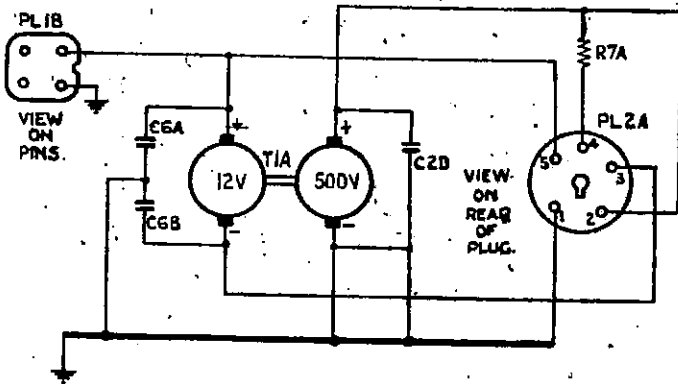 PL1B
VIEW
ON
PINS.
C6A
C6B
+
12V
-
T1A
+
500V
-
C2D
R7A
PL2A
5
4
3
1
2
VIEW
ON
REAR
OF
PLUG.